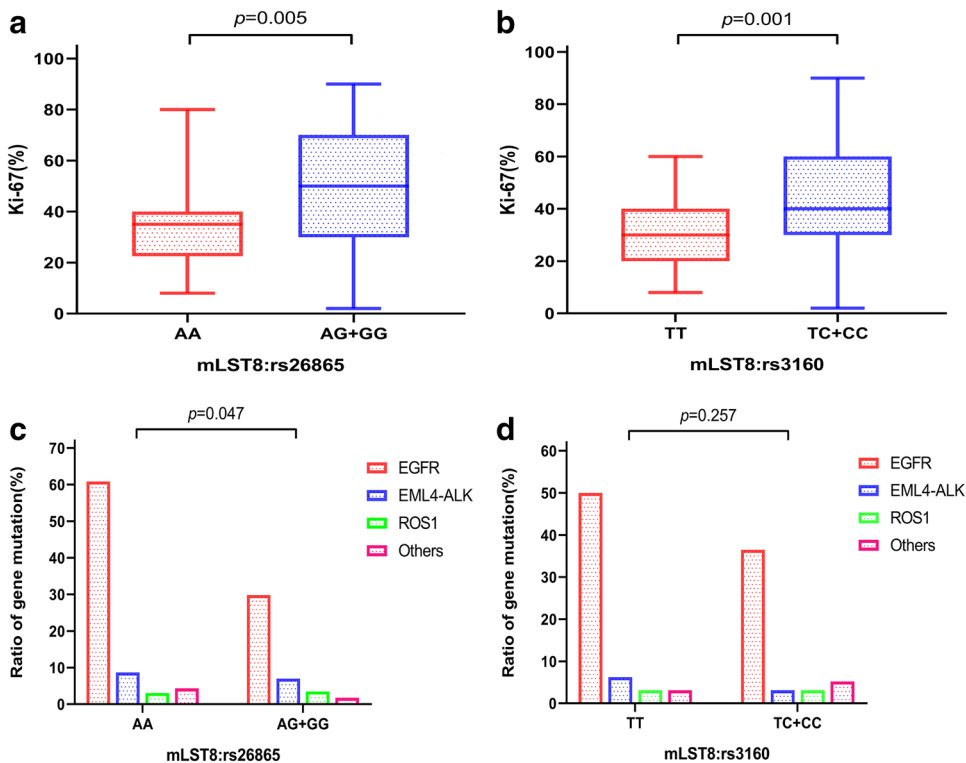 a
p=0.005
Ki-67(%)
100
80
60
40
20
0
AA AG+GG
mLST8:rs26865
b
p=0.001
Ki-67(%)
100
80
60
40
20
0
TT TC+CC
mLST8:rs3160
c
p=0.047
Ratio of gene mutation(%)
70
60
50
40
30
20
10
0
EGFR
EML4-ALK
ROS1
Others
AA AG+GG
mLST8:rs26865
d
p=0.257
Ratio of gene mutation(%)
60
50
40
30
20
10
0
EGFR
EML4-ALK
ROS1
Others
TT TC+CC
mLST8:rs3160